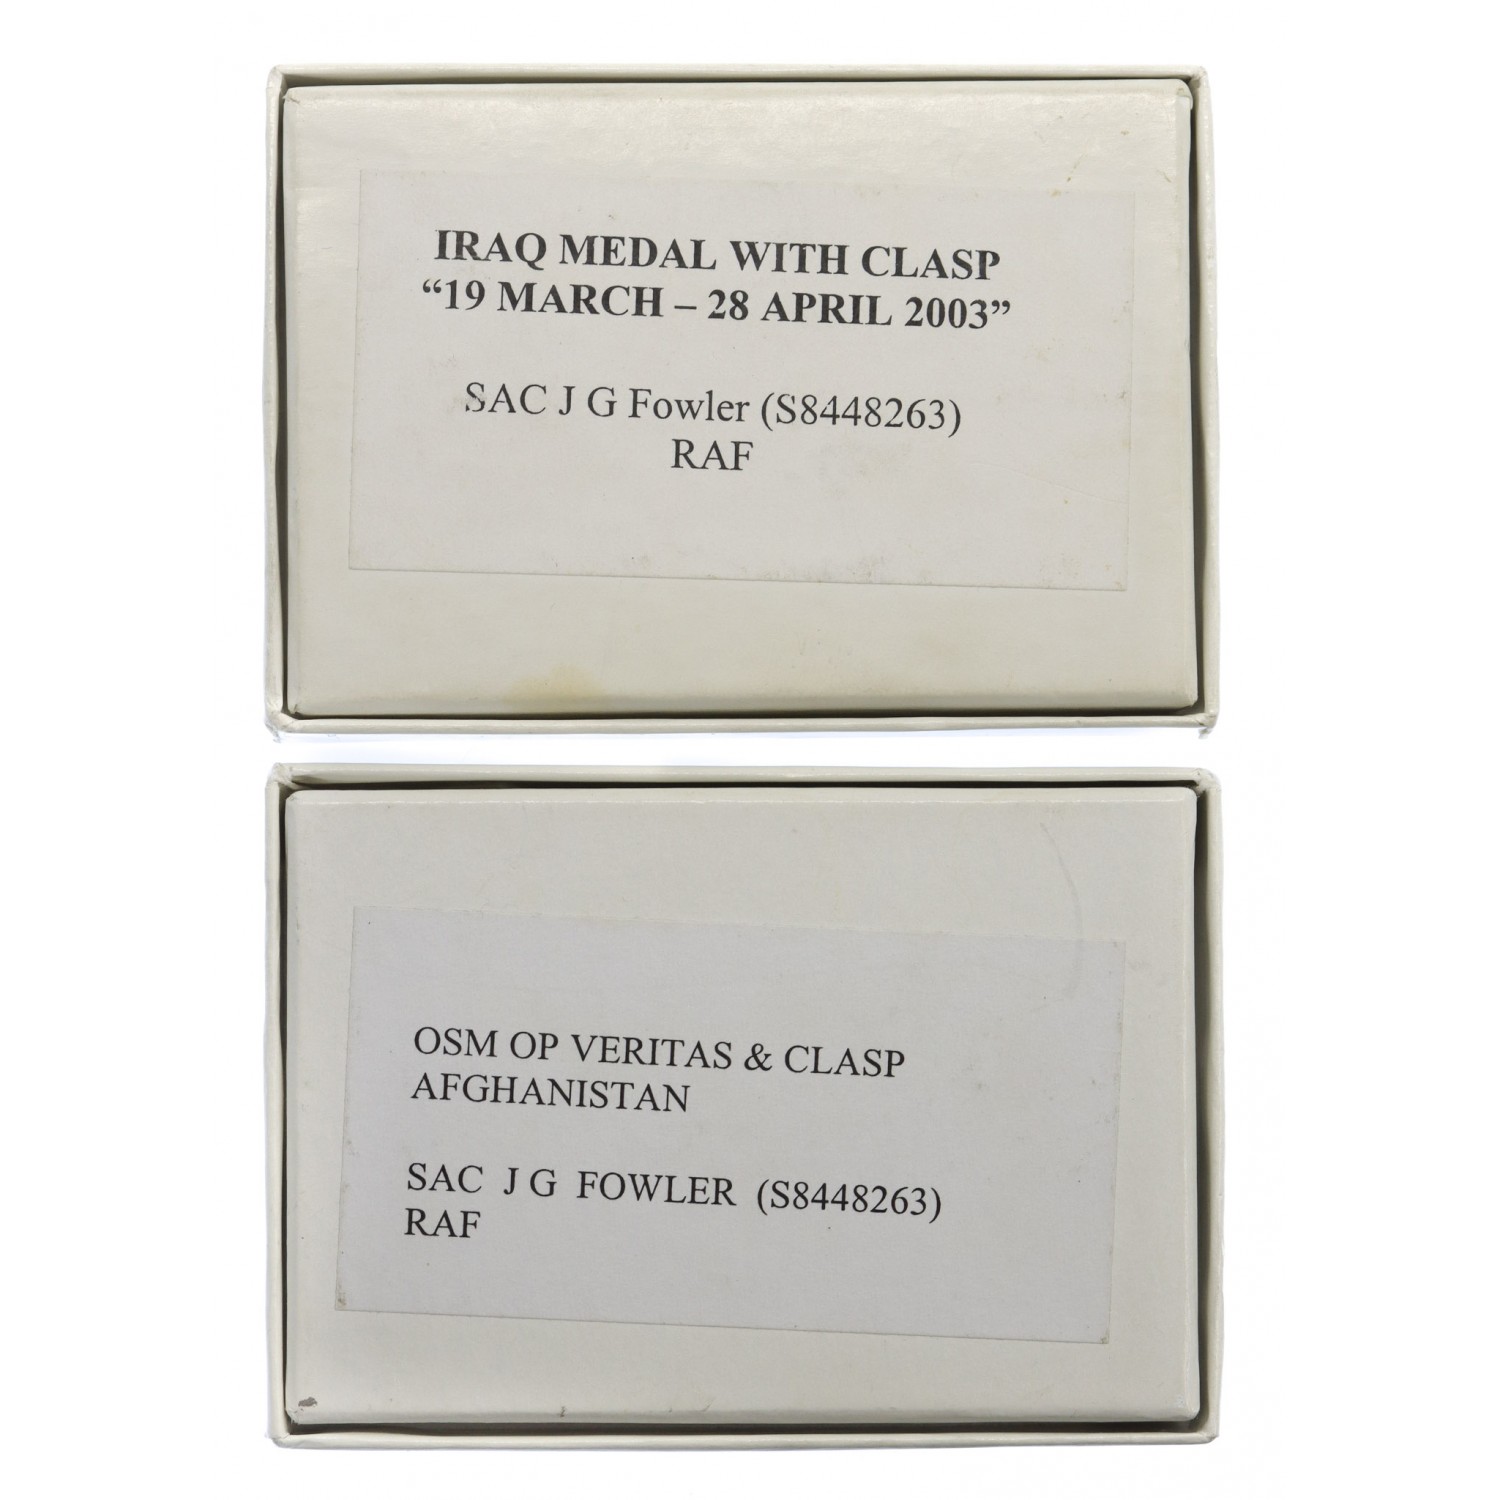 IRAQ MEDAL WITH CLASP
“19 MARCH – 28 APRIL 2003”
SAC J G Fowler (S8448263)
RAF
OSM OP VERITAS & CLASP
AFGHANISTAN
SAC J G FOWLER (S8448263)
RAF